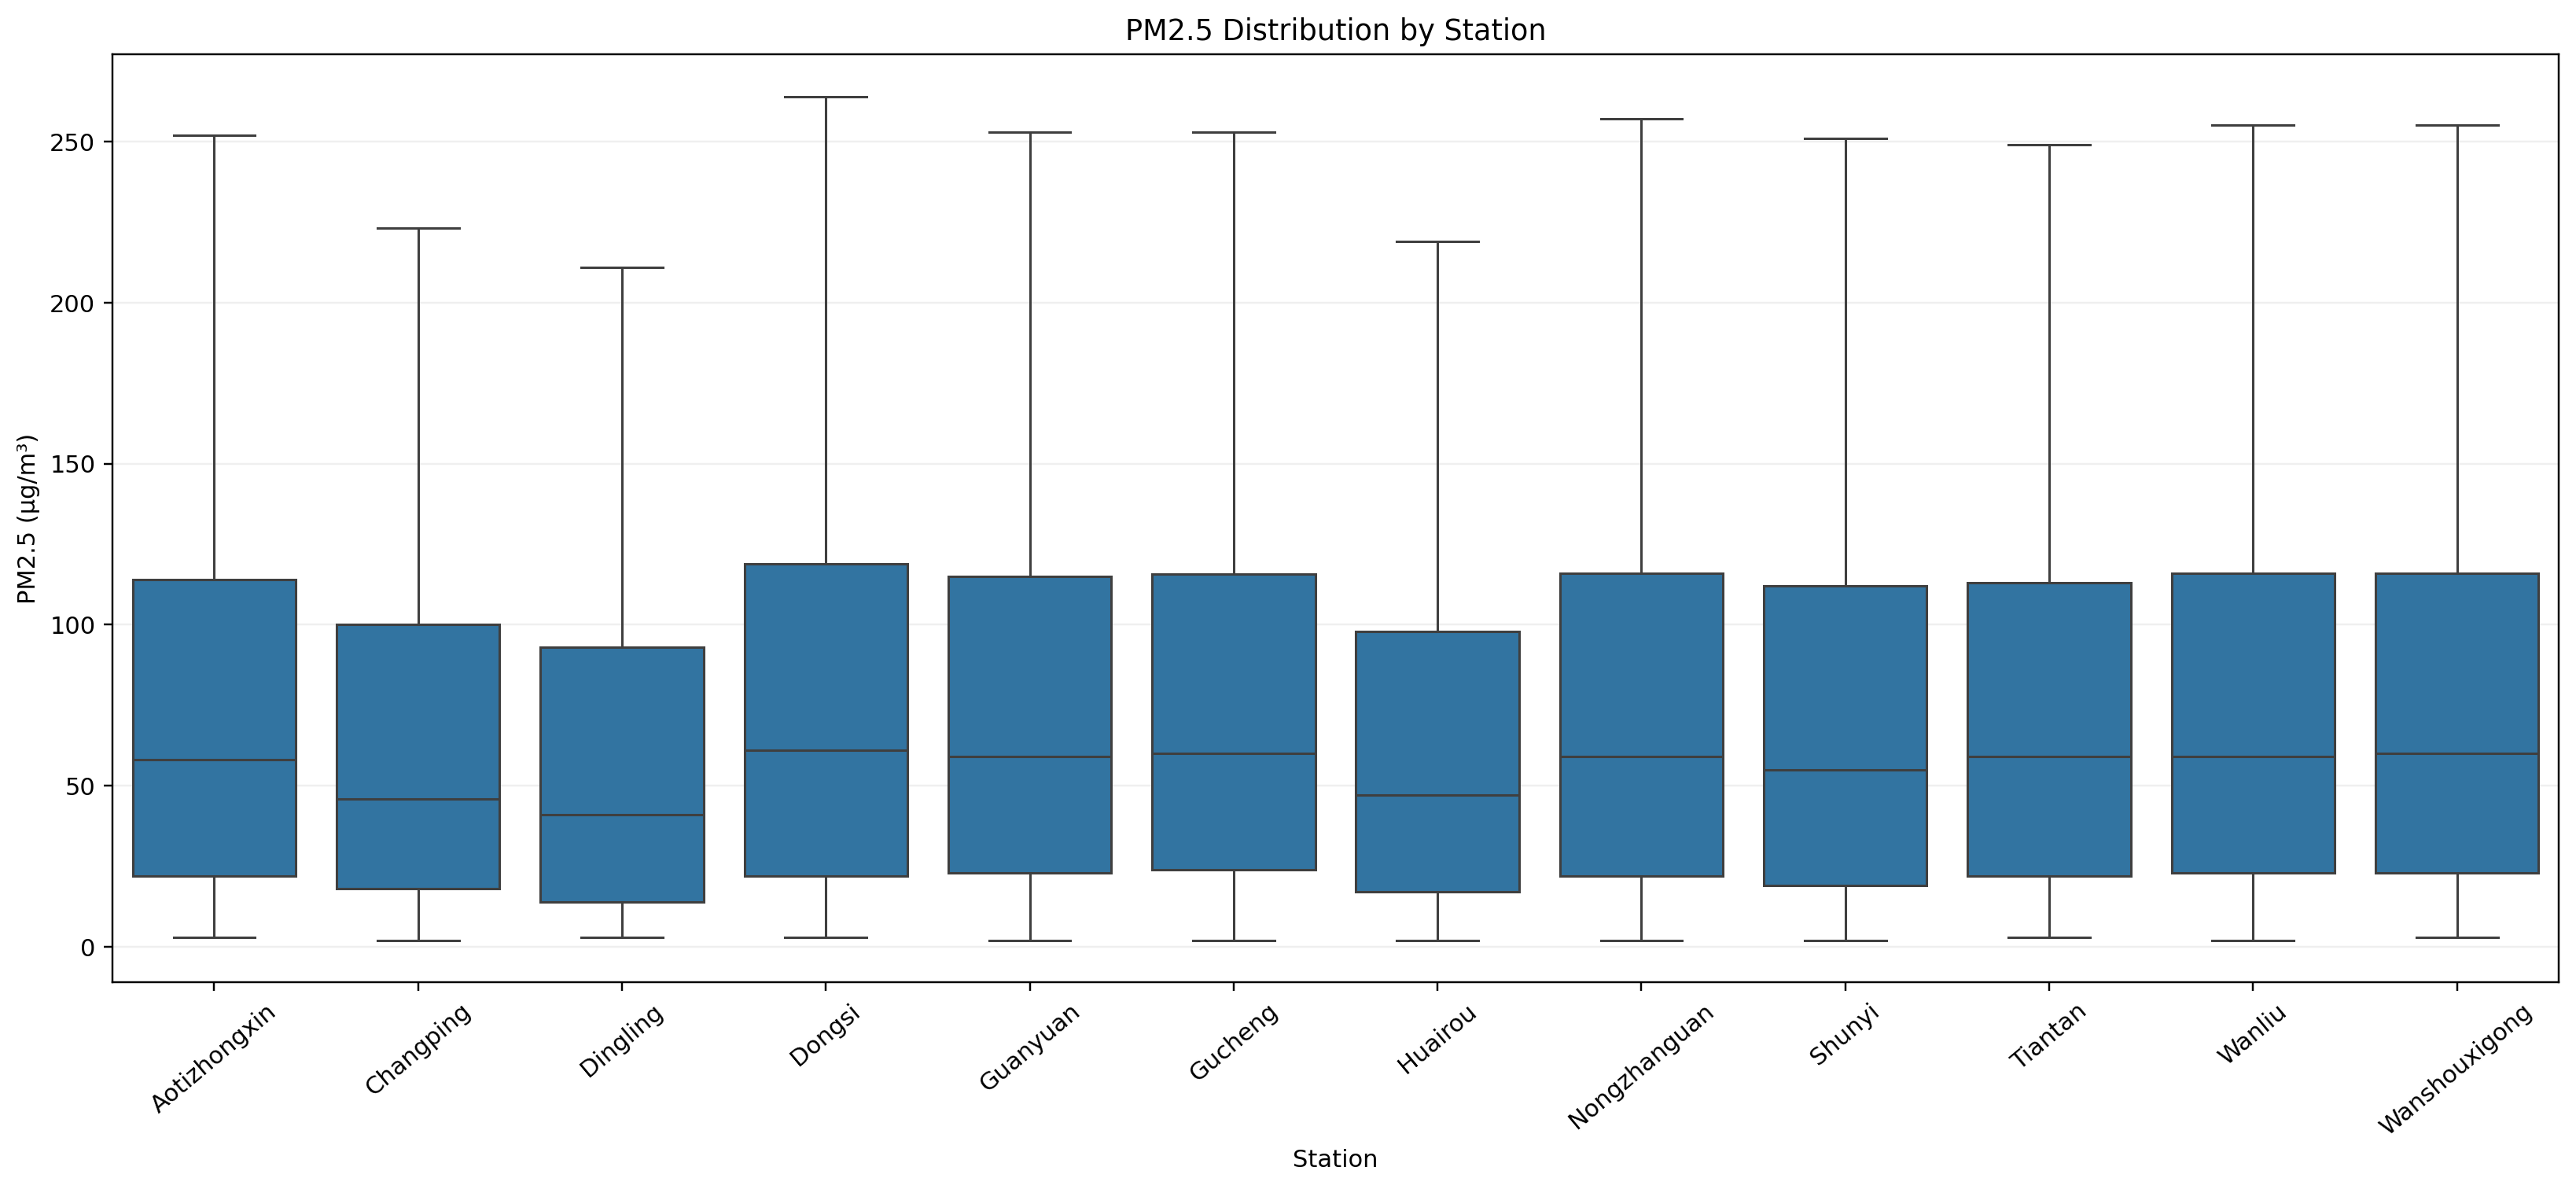 PM2.5 Distribution by Station
PM2.5 (µg/m³)
250
200
150
100
50
0
Aotizhongxin
Changping
Dingling
Dongsi
Guanyuan
Gucheng
Huairou
Nongzhanguan
Shunyi
Tiantan
Wanliu
Wanshouxigong
Station